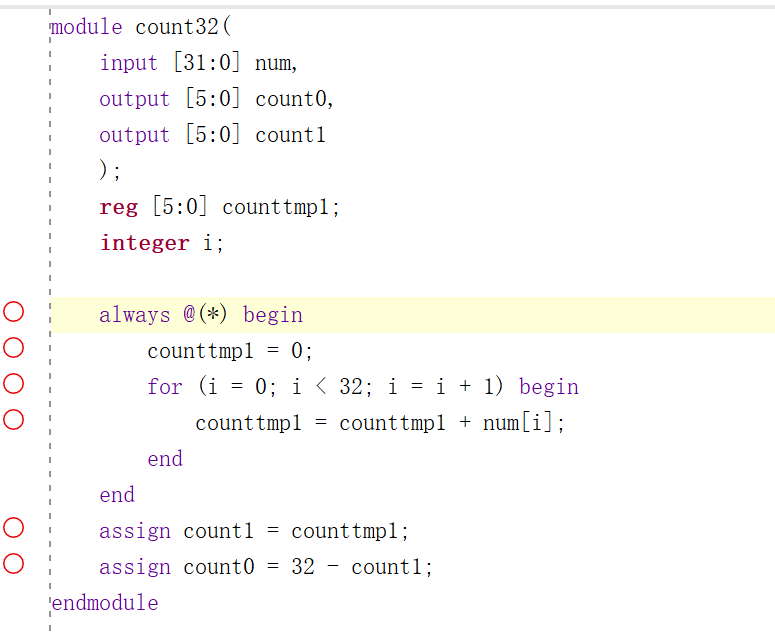 module count32(
input [31:0] num,
output [5:0] count0,
output [5:0] count1
);
reg [5:0] counttmp1;
integer i;
always @(*) begin
counttmp1 = 0;
for (i = 0; i < 32; i = i + 1) begin
counttmp1 = counttmp1 + num[i];
end
end
assign count1 = counttmp1;
assign count0 = 32 - count1;
endmodule